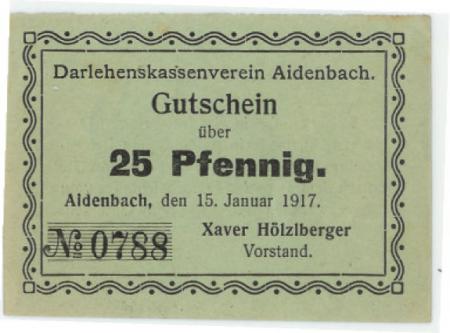 Darlehenskassenverein Aidenbach.
Gutschein
über
25 Pfennig.
Aidenbach, den 15. Januar 1917.
No 0788
Xaver Hölzlberger
Vorstand.